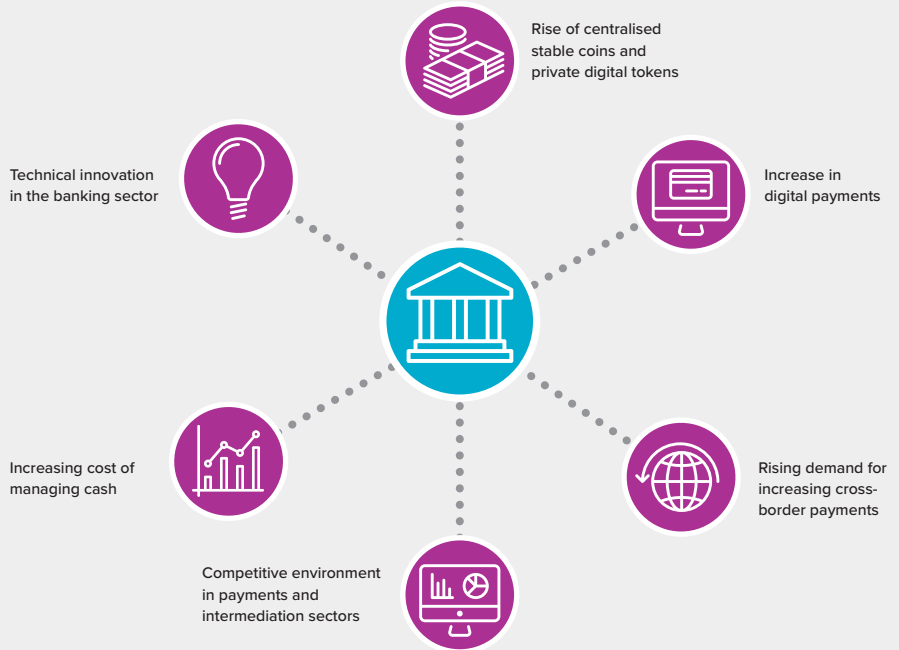 Rise of centralised
stable coins and
private digital tokens
Technical innovation
in the banking sector
Increase in
digital payments
Increasing cost of
managing cash
Rising demand for
increasing cross-
border payments
Competitive environment
in payments and
intermediation sectors